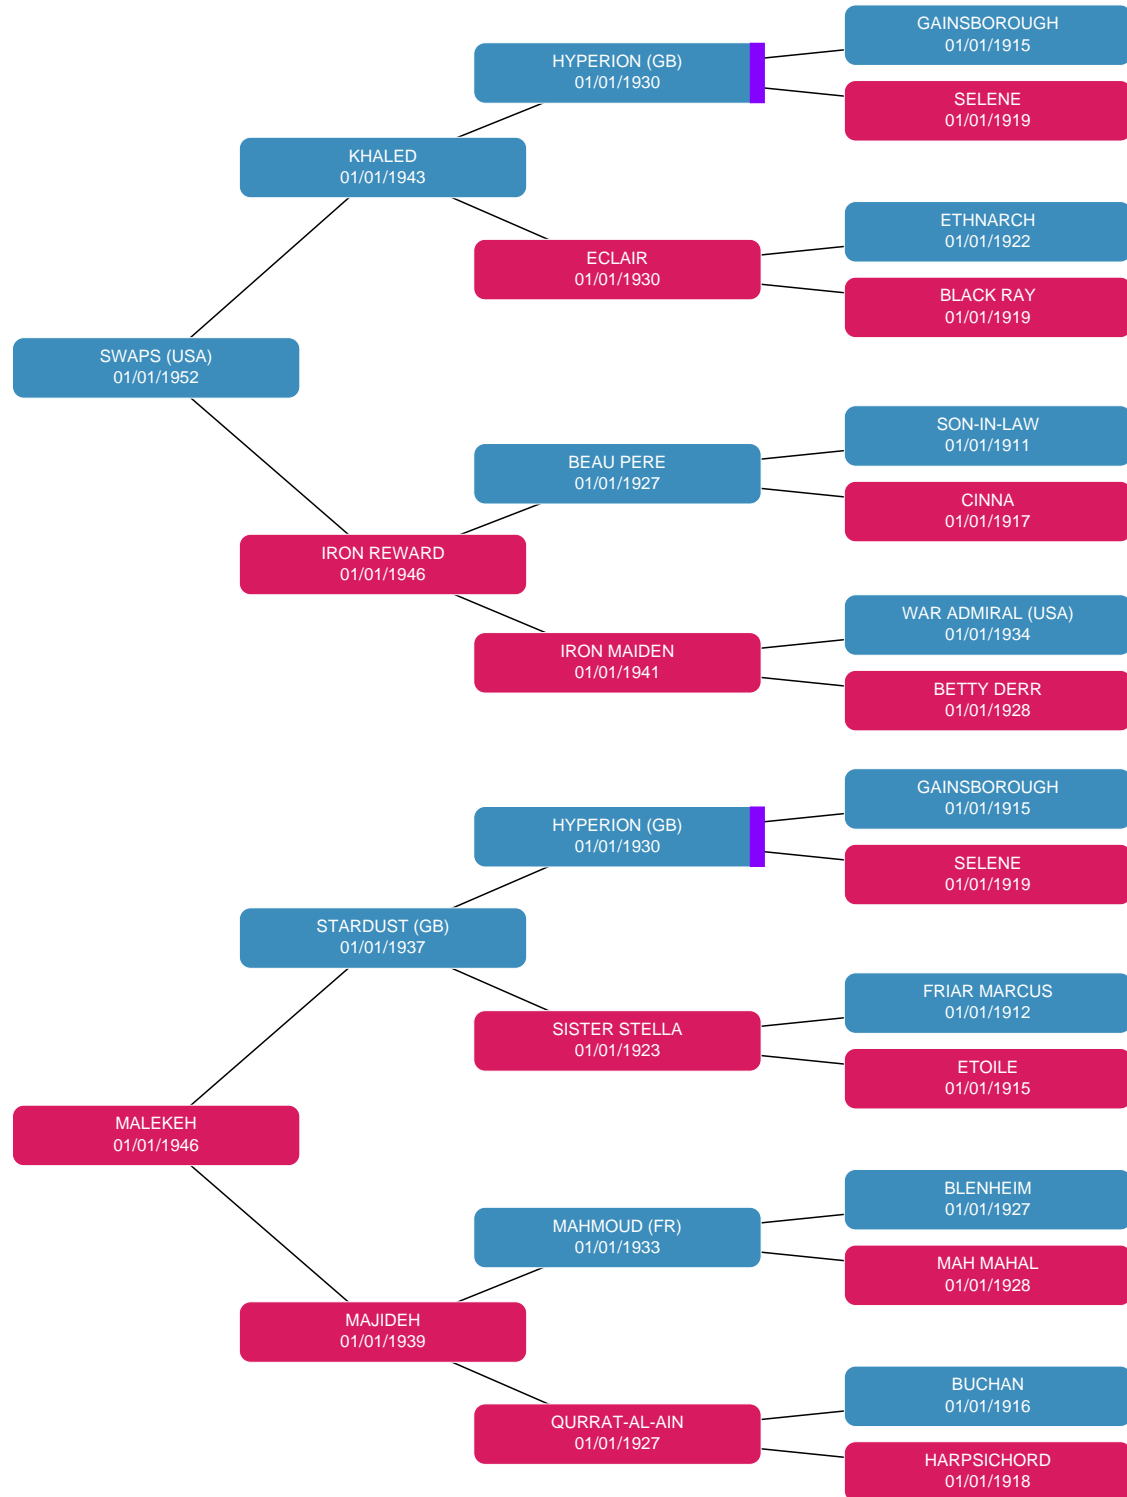 GAINSBOROUGH
01/01/1915
HYPERION (GB)
01/01/1930
SELENE
01/01/1919
KHALED
01/01/1943
ETHNARCH
01/01/1922
ECLAIR
01/01/1930
BLACK RAY
01/01/1919
SWAPS (USA)
01/01/1952
SON-IN-LAW
01/01/1911
BEAU PERE
01/01/1927
CINNA
01/01/1917
IRON REWARD
01/01/1946
WAR ADMIRAL (USA)
01/01/1934
IRON MAIDEN
01/01/1941
BETTY DERR
01/01/1928
GAINSBOROUGH
01/01/1915
HYPERION (GB)
01/01/1930
SELENE
01/01/1919
STARDUST (GB)
01/01/1937
FRIAR MARCUS
01/01/1912
SISTER STELLA
01/01/1923
ETOILE
01/01/1915
MALEKEH
01/01/1946
BLENHEIM
01/01/1927
MAHMOUD (FR)
01/01/1933
MAH MAHAL
01/01/1928
MAJIDEH
01/01/1939
BUCHAN
01/01/1916
QURRAT-AL-AIN
01/01/1927
HARPSICHORD
01/01/1918